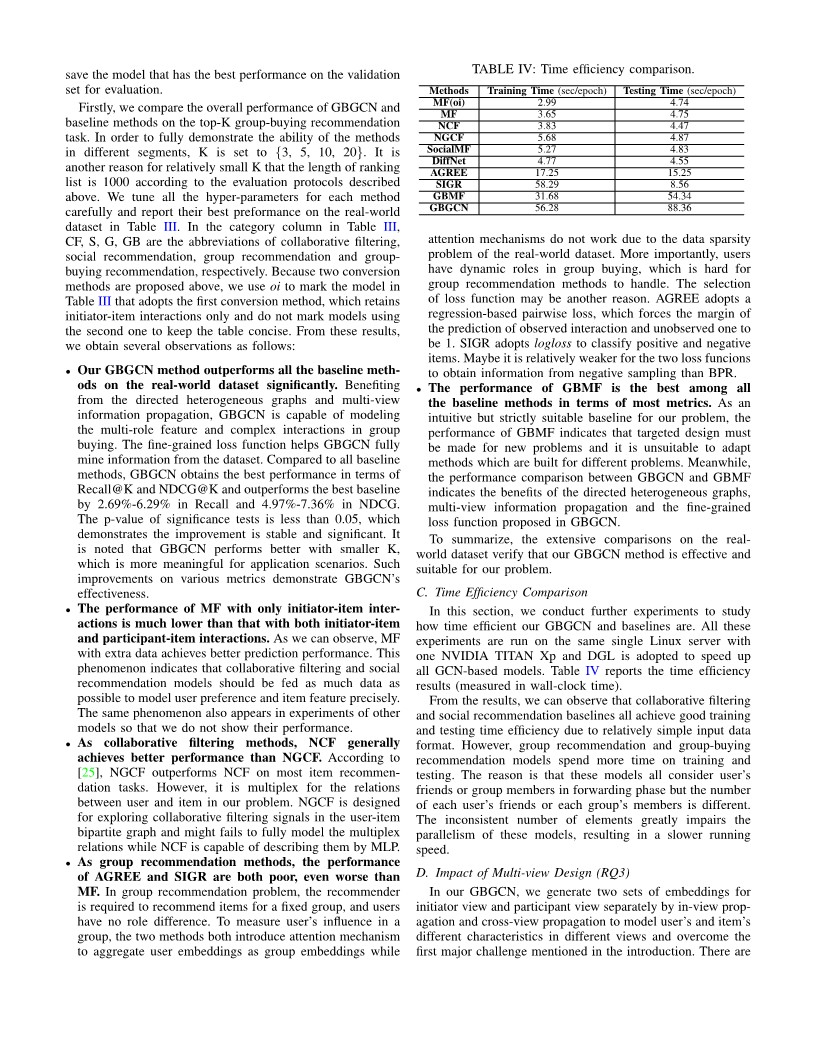 save the model that has the best performance on the validation
set for evaluation.
Firstly, we compare the overall performance of GBGCN and
baseline methods on the top-K group-buying recommendation
task. In order to fully demonstrate the ability of the methods
in different segments, K is set to {3, 5, 10, 20}. It is
another reason for relatively small K that the length of ranking
list is 1000 according to the evaluation protocols described
above. We tune all the hyper-parameters for each method
carefully and report their best preformance on the real-world
dataset in Table III. In the category column in Table III,
CF, S, G, GB are the abbreviations of collaborative filtering,
social recommendation, group recommendation and group-
buying recommendation, respectively. Because two conversion
methods are proposed above, we use oi to mark the model in
Table III that adopts the first conversion method, which retains
initiator-item interactions only and do not mark models using
the second one to keep the table concise. From these results,
we obtain several observations as follows:
• Our GBGCN method outperforms all the baseline meth-
ods on the real-world dataset significantly. Benefiting
from the directed heterogeneous graphs and multi-view
information propagation, GBGCN is capable of modeling
the multi-role feature and complex interactions in group
buying. The fine-grained loss function helps GBGCN fully
mine information from the dataset. Compared to all baseline
methods, GBGCN obtains the best performance in terms of
Recall@K and NDCG@K and outperforms the best baseline
by 2.69%-6.29% in Recall and 4.97%-7.36% in NDCG.
The p-value of significance tests is less than 0.05, which
demonstrates the improvement is stable and significant. It
is noted that GBGCN performs better with smaller K,
which is more meaningful for application scenarios. Such
improvements on various metrics demonstrate GBGCN's
effectiveness.
• The performance of MF with only initiator-item inter-
actions is much lower than that with both initiator-item
and participant-item interactions. As we can observe, MF
with extra data achieves better prediction performance. This
phenomenon indicates that collaborative filtering and social
recommendation models should be fed as much data as
possible to model user preference and item feature precisely.
The same phenomenon also appears in experiments of other
models so that we do not show their performance.
• As collaborative filtering methods, NCF generally
achieves better performance than NGCF. According to
[25], NGCF outperforms NCF on most item recommen-
dation tasks. However, it is multiplex for the relations
between user and item in our problem. NGCF is designed
for exploring collaborative filtering signals in the user-item
bipartite graph and might fails to fully model the multiplex
relations while NCF is capable of describing them by MLP.
• As group recommendation methods, the performance
of AGREE and SIGR are both poor, even worse than
MF. In group recommendation problem, the recommender
is required to recommend items for a fixed group, and users
have no role difference. To measure user's influence in a
group, the two methods both introduce attention mechanism
to aggregate user embeddings as group embeddings while
TABLE IV: Time efficiency comparison.
Methods Training Time (sec/epoch) Testing Time (sec/epoch)
MF(oi) 2.99 4.74
MF 3.65 4.75
NCF 3.83 4.47
NGCF 5.68 4.87
SocialMF 5.27 4.83
DiffNet 4.77 4.55
AGREE 17.25 15.25
SIGR 58.29 8.56
GBMF 31.68 54.34
GBGCN 56.28 88.36
attention mechanisms do not work due to the data sparsity
problem of the real-world dataset. More importantly, users
have dynamic roles in group buying, which is hard for
group recommendation methods to handle. The selection
of loss function may be another reason. AGREE adopts a
regression-based pairwise loss, which forces the margin of
the prediction of observed interaction and unobserved one to
be 1. SIGR adopts logloss to classify positive and negative
items. Maybe it is relatively weaker for the two loss funcions
to obtain information from negative sampling than BPR.
• The performance of GBMF is the best among all
the baseline methods in terms of most metrics. As an
intuitive but strictly suitable baseline for our problem, the
performance of GBMF indicates that targeted design must
be made for new problems and it is unsuitable to adapt
methods which are built for different problems. Meanwhile,
the performance comparison between GBGCN and GBMF
indicates the benefits of the directed heterogeneous graphs,
multi-view information propagation and the fine-grained
loss function proposed in GBGCN.
To summarize, the extensive comparisons on the real-
world dataset verify that our GBGCN method is effective and
suitable for our problem.
C. Time Efficiency Comparison
In this section, we conduct further experiments to study
how time efficient our GBGCN and baselines are. All these
experiments are run on the same single Linux server with
one NVIDIA TITAN Xp and DGL is adopted to speed up
all GCN-based models. Table IV reports the time efficiency
results (measured in wall-clock time).
From the results, we can observe that collaborative filtering
and social recommendation baselines all achieve good training
and testing time efficiency due to relatively simple input data
format. However, group recommendation and group-buying
recommendation models spend more time on training and
testing. The reason is that these models all consider user's
friends or group members in forwarding phase but the number
of each user's friends or each group's members is different.
The inconsistent number of elements greatly impairs the
parallelism of these models, resulting in a slower running
speed.
D. Impact of Multi-view Design (RQ3)
In our GBGCN, we generate two sets of embeddings for
initiator view and participant view separately by in-view prop-
agation and cross-view propagation to model user's and item's
different characteristics in different views and overcome the
first major challenge mentioned in the introduction. There are